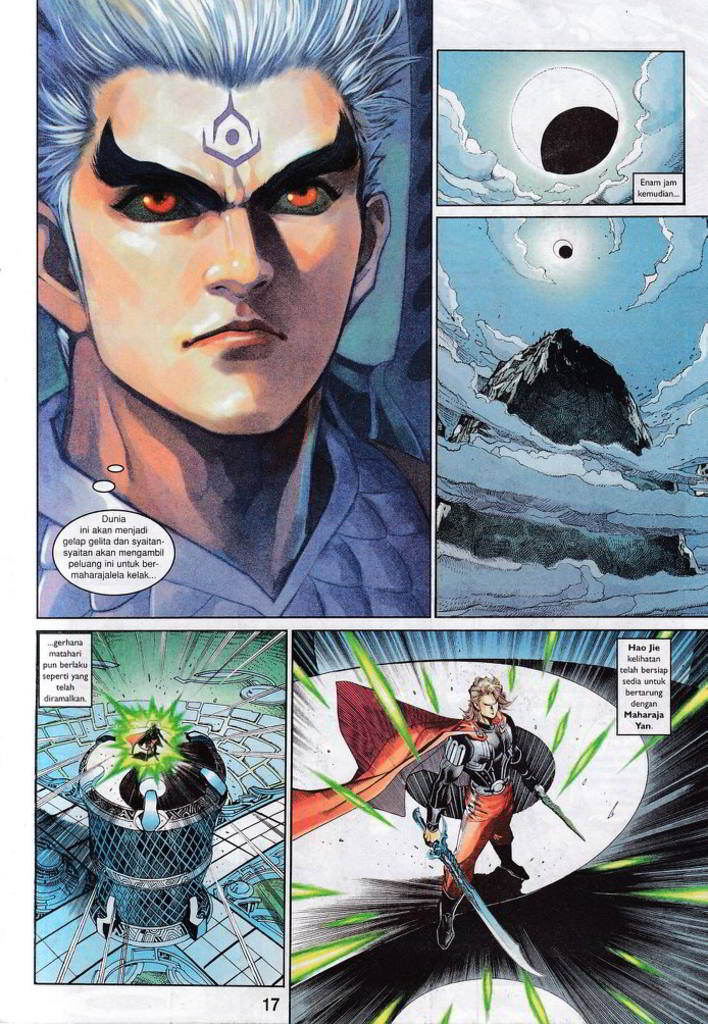 Dunia
ini akan menjadi
gelap gelita dan syaitan-
syaitan akan mengambil
peluang ini untuk ber-
maharajalela kelak...
Enam jam
kemudian...
...gerhana
matahari
pun berlaku
seperti yang
telah
diramalkan.
Hao Jie
kelihatan
telah bersiap
sedia untuk
bertarung
dengan
Maharaja
Yan.
17